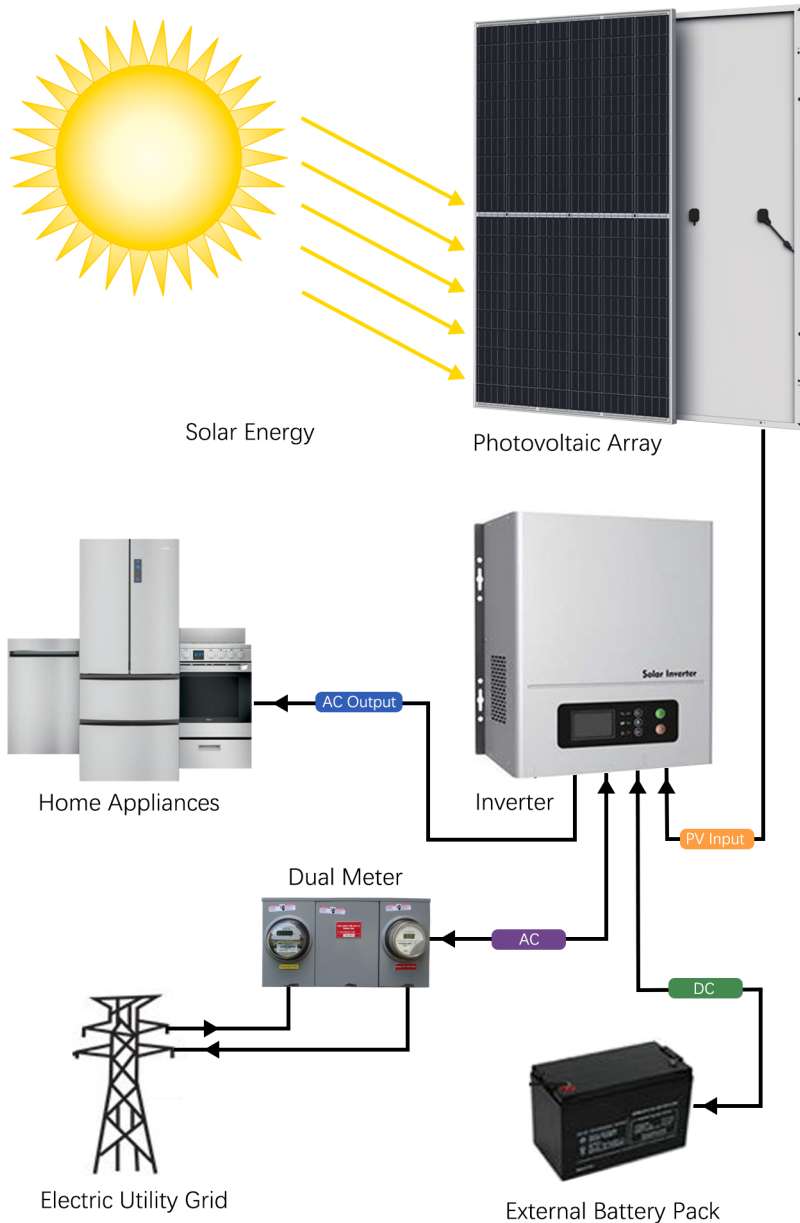 Solar Energy
Photovoltaic Array
Solar Inverter
AC Output
Home Appliances
Inverter
PV Input
Dual Meter
AC
DC
Electric Utility Grid
External Battery Pack